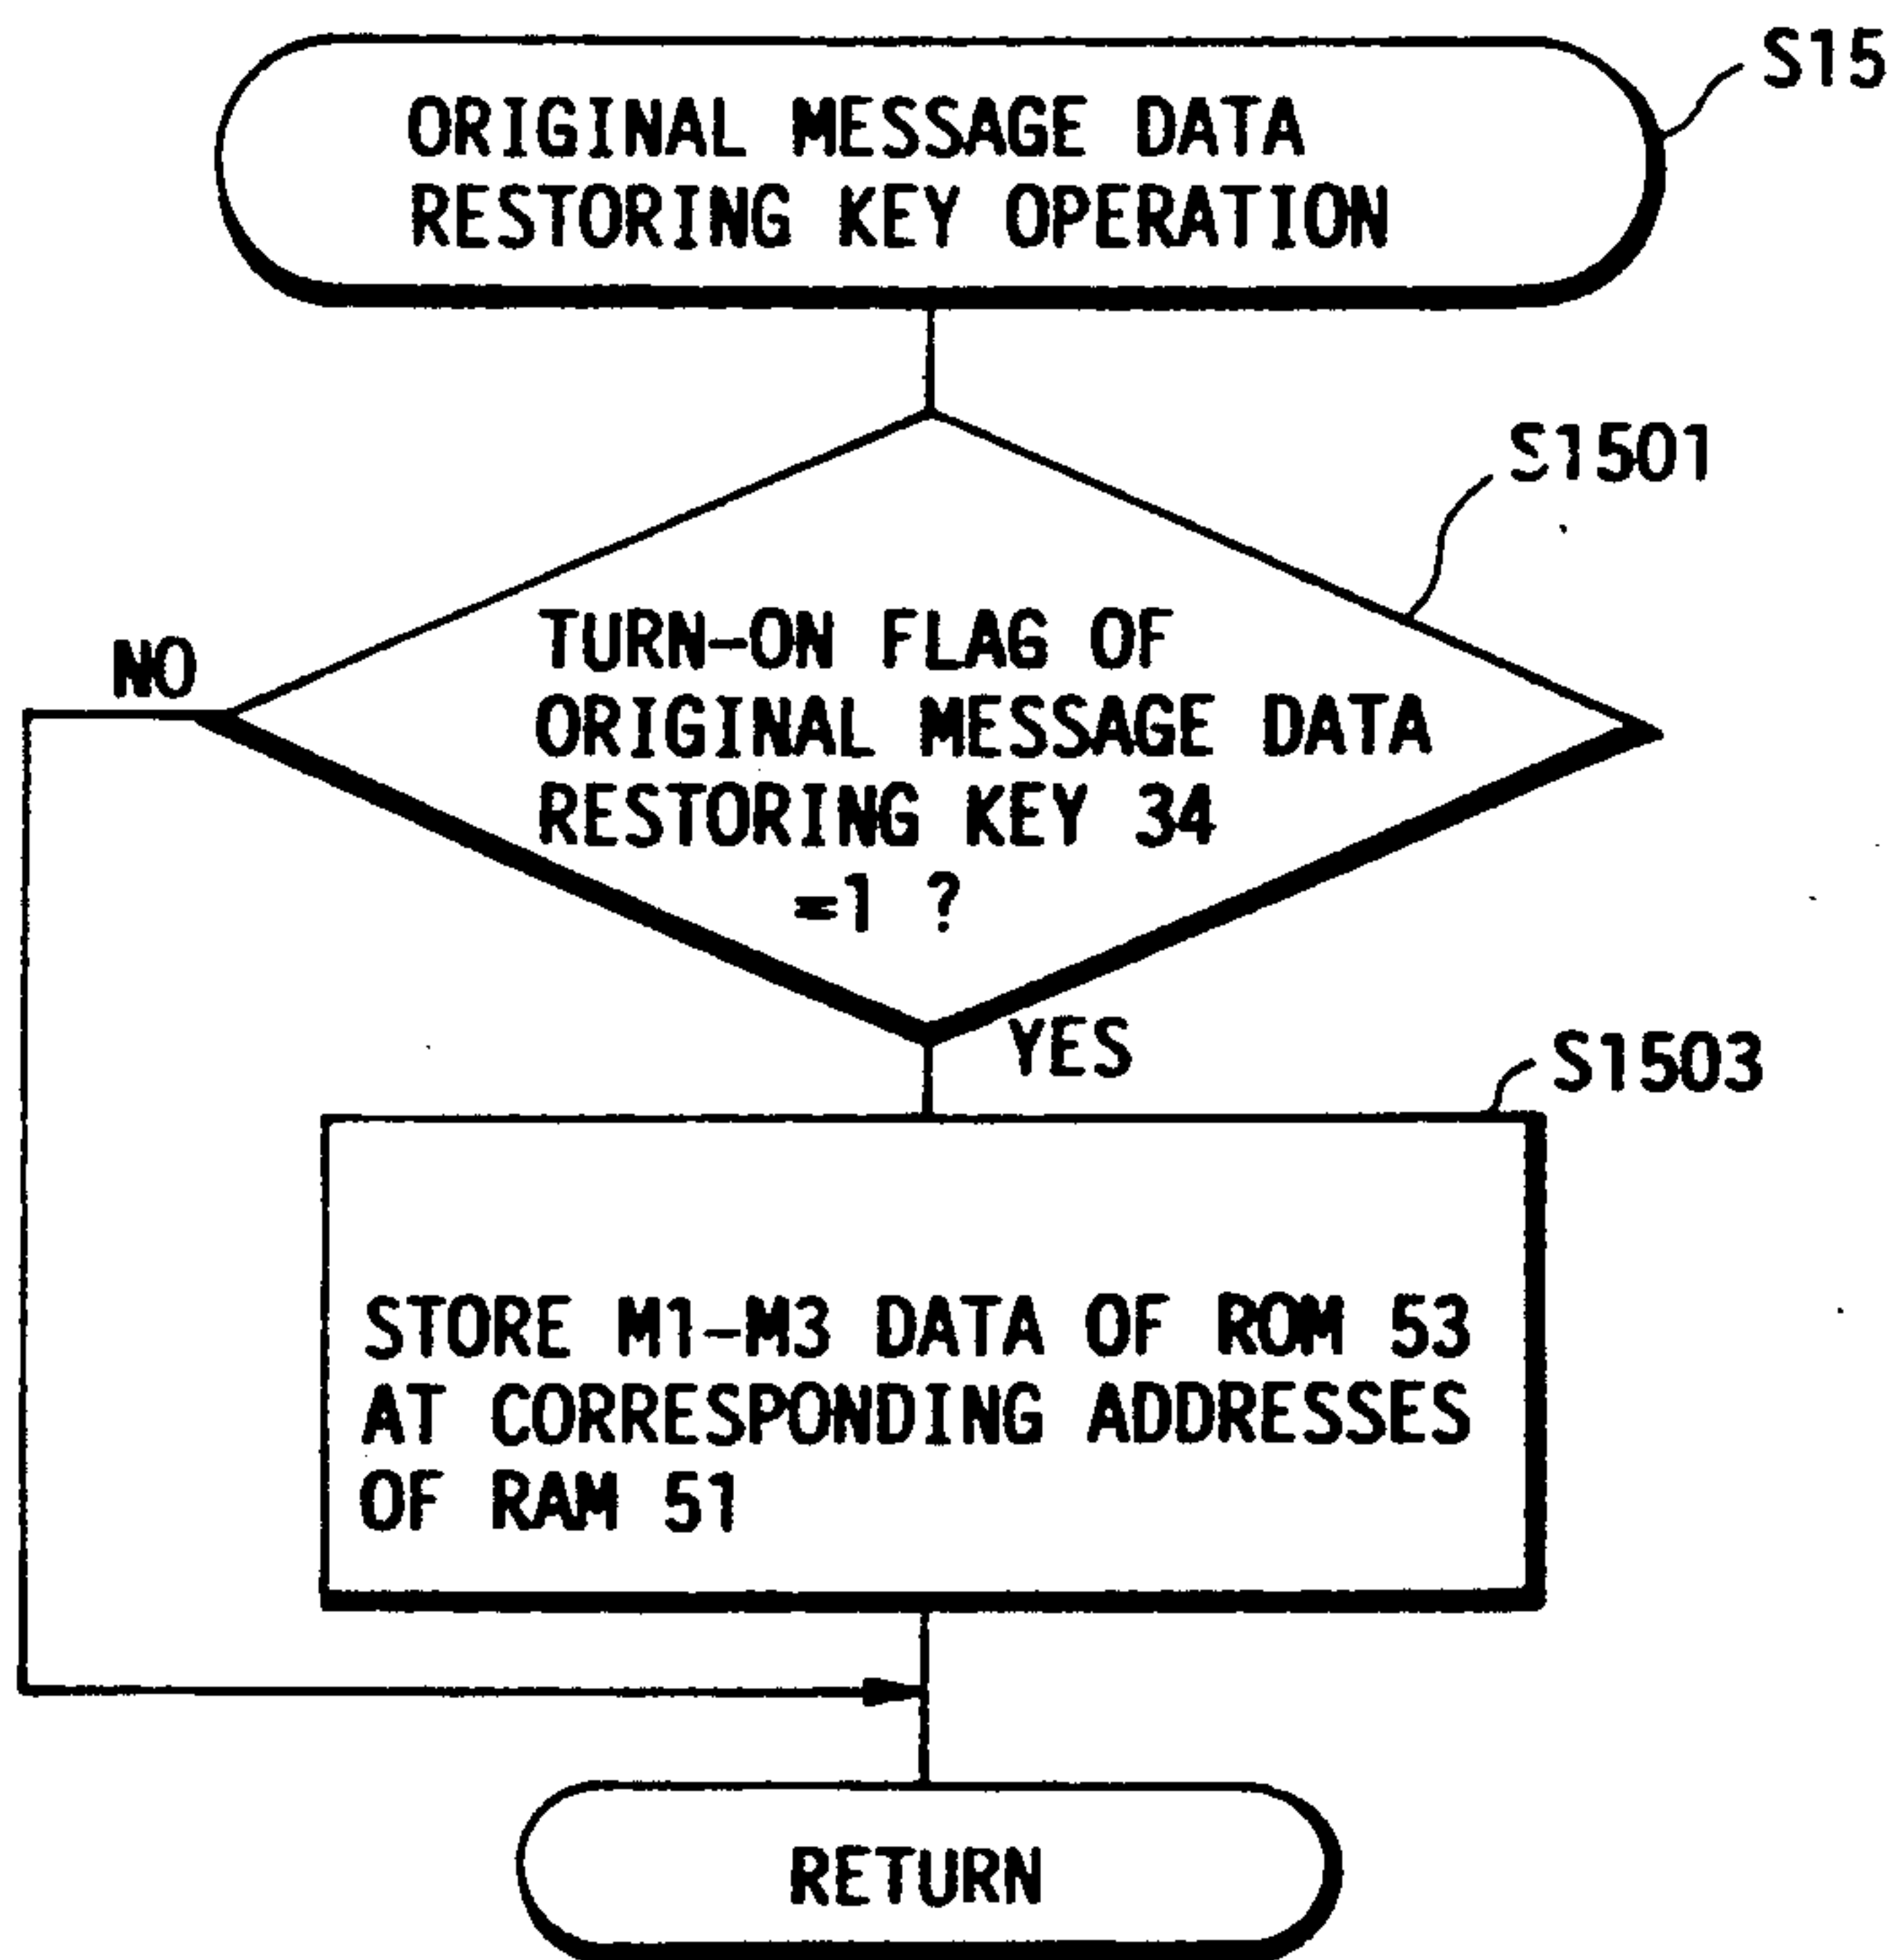 S15
ORIGINAL MESSAGE DATA
RESTORING KEY OPERATION
S1501
NO
TURN-ON FLAG OF
ORIGINAL MESSAGE DATA
RESTORING KEY 34
=1 ?
YES
S1503
STORE M1-M3 DATA OF ROM 53
AT CORRESPONDING ADDRESSES
OF RAM 51
RETURN